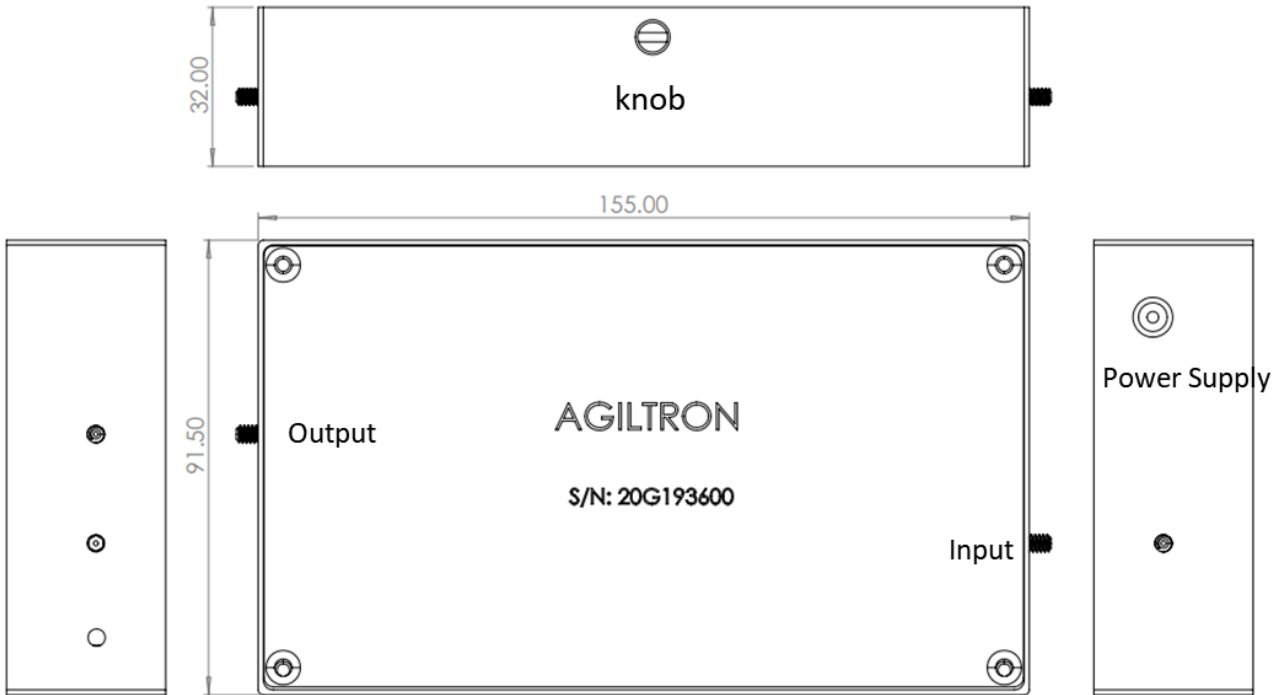 32.00
knob
155.00
91.50
Output
AGILTRON
S/N: 20G193600
Input
Power Supply